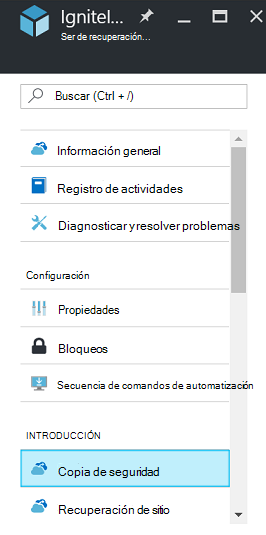 Ignitel...
Ser de recuperación...
Buscar (Ctrl + /)
Información general
Registro de actividades
Diagnosticar y resolver problemas
Configuración
Propiedades
Bloqueos
Secuencia de comandos de automatización
INTRODUCCIÓN
Copia de seguridad
Recuperación de sitio